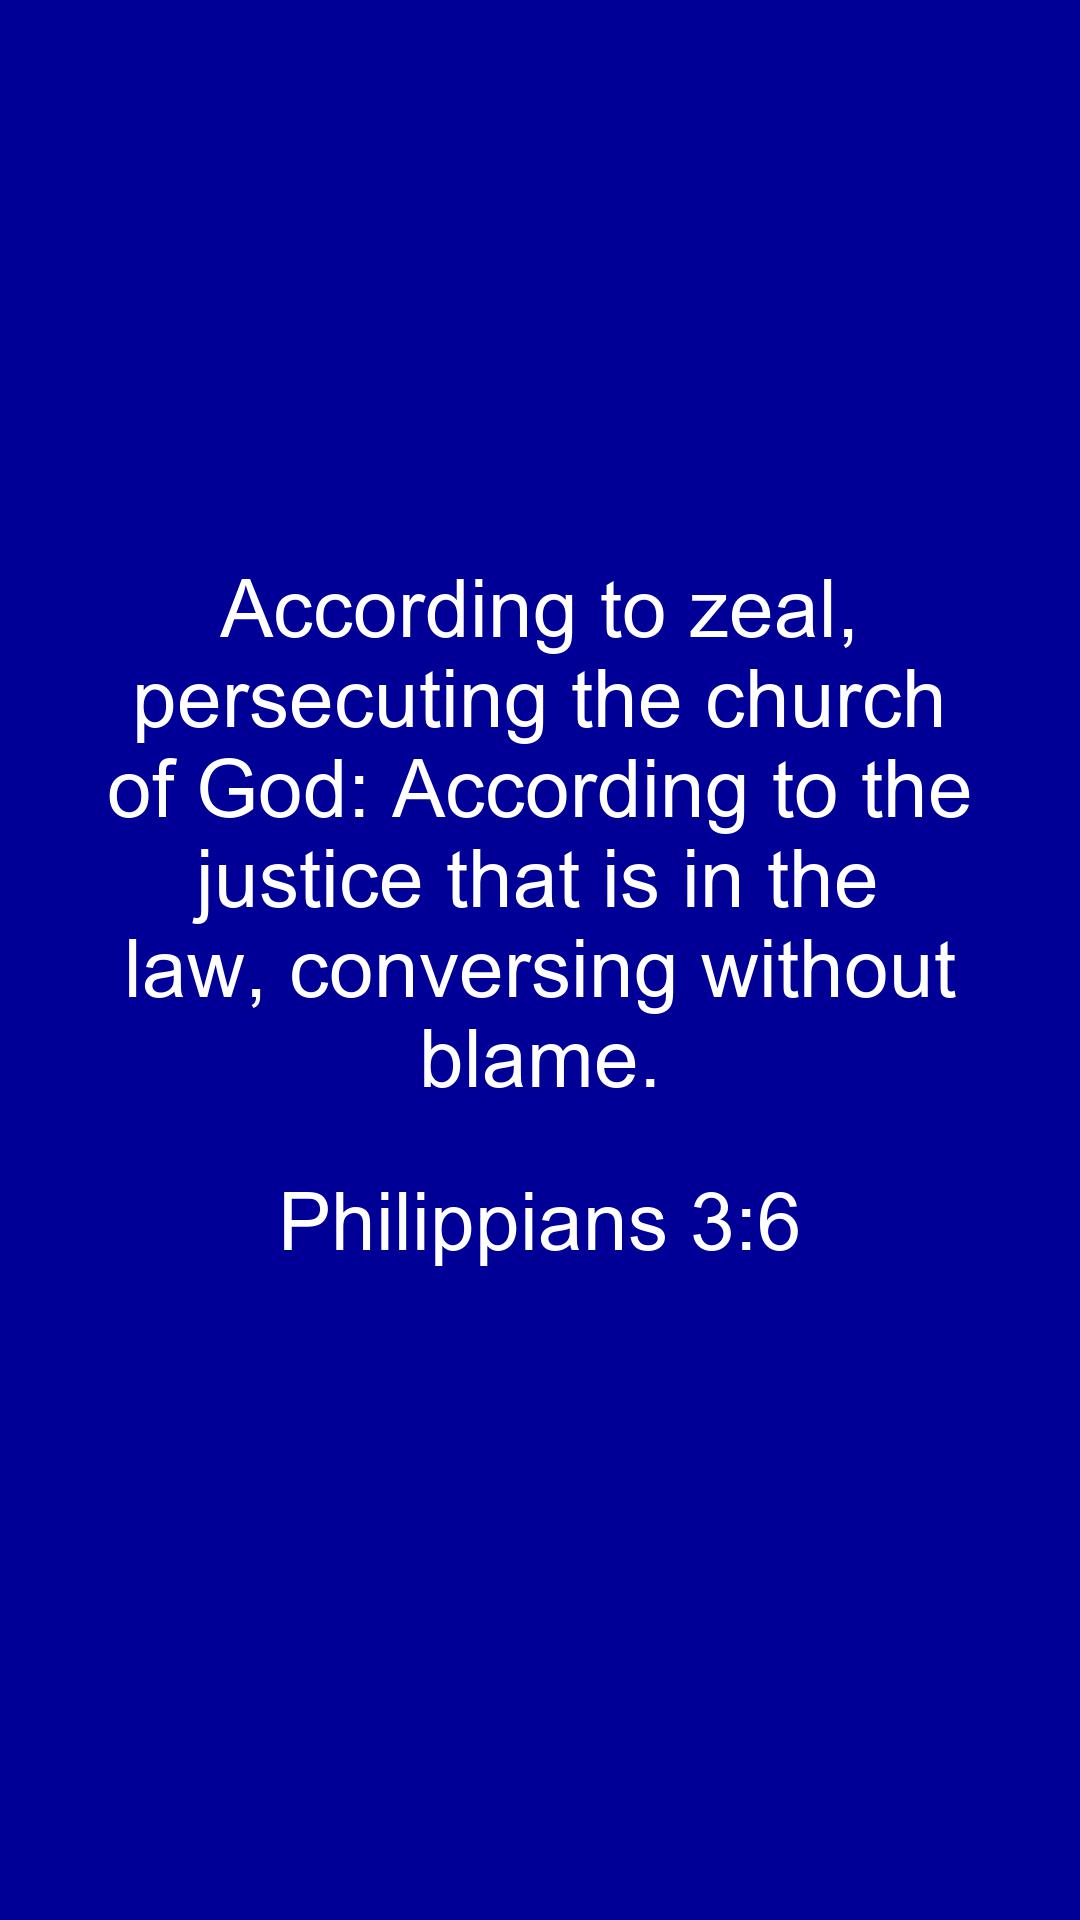 According to zeal,
persecuting the church
of God: According to the
justice that is in the
law, conversing without
blame.
Philippians 3:6